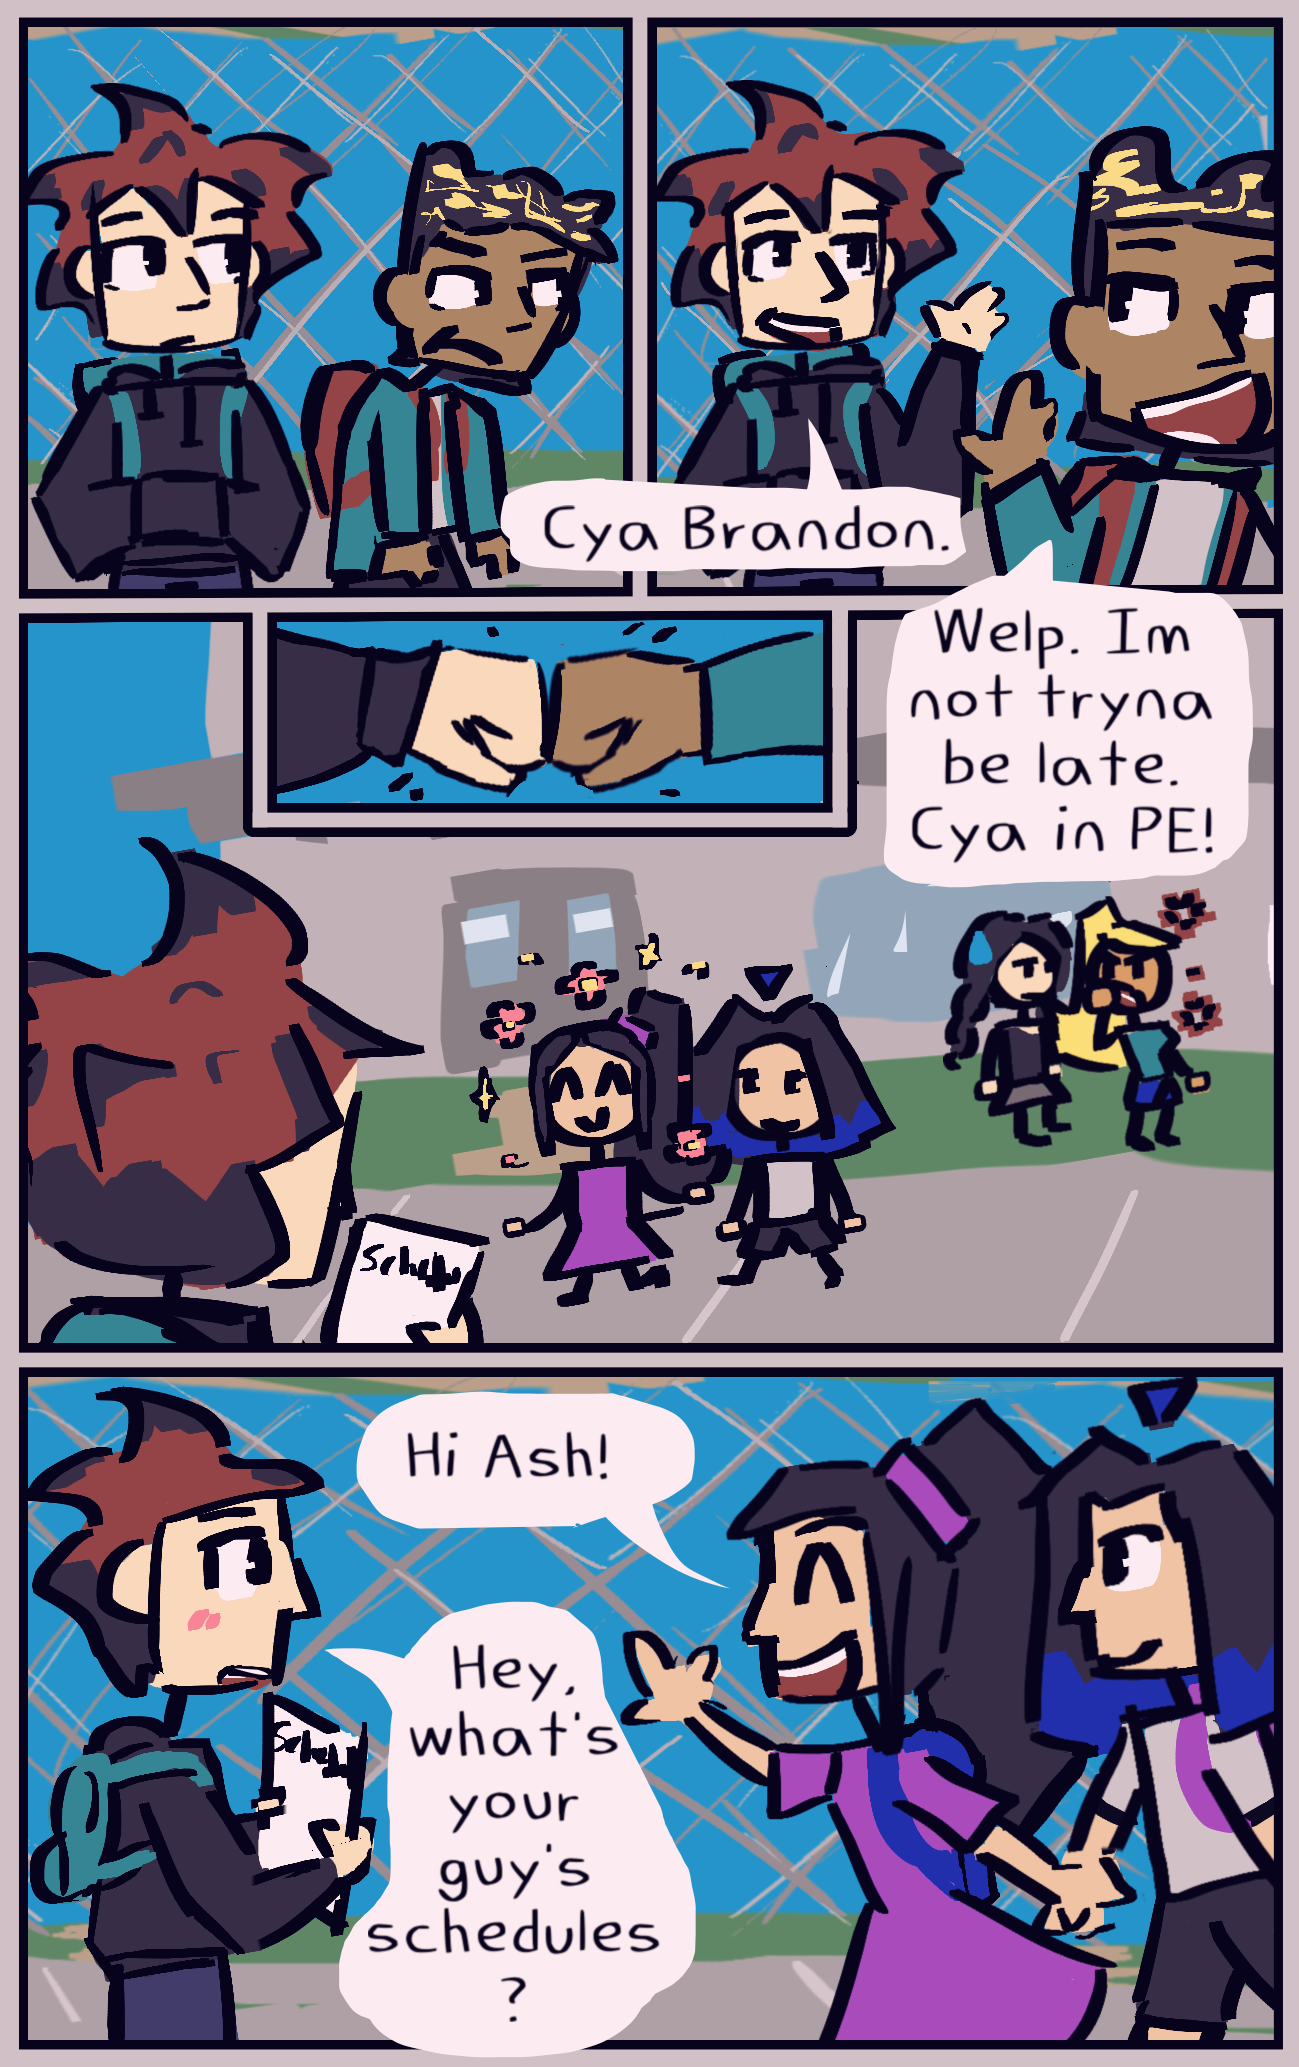 Cya Brandon.
Welp. Im
not tryna
be late.
Cya in PE!
Hi Ash!
Hey,
what's
your
guy's
schedules
?